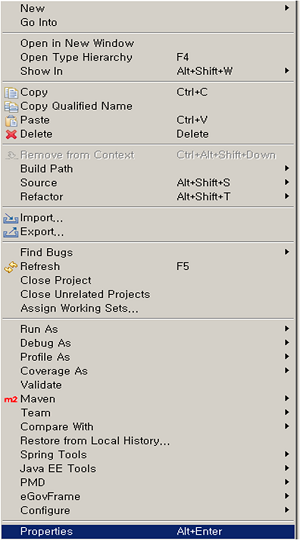 New
Go Into
Open in New Window
Open Type Hierarchy F4
Show In Alt+Shift+W
Copy Ctrl+C
Copy Qualified Name
Paste Ctrl+V
Delete Delete
Remove from Context Ctrl+Alt+Shift+Down
Build Path
Source Alt+Shift+S
Refactor Alt+Shift+T
Import...
Export...
Find Bugs
Refresh F5
Close Project
Close Unrelated Projects
Assign Working Sets...
Run As
Debug As
Profile As
Coverage As
Validate
m2 Maven
Team
Compare With
Restore from Local History...
Spring Tools
Java EE Tools
PMD
eGovFrame
Configure
Properties Alt+Enter